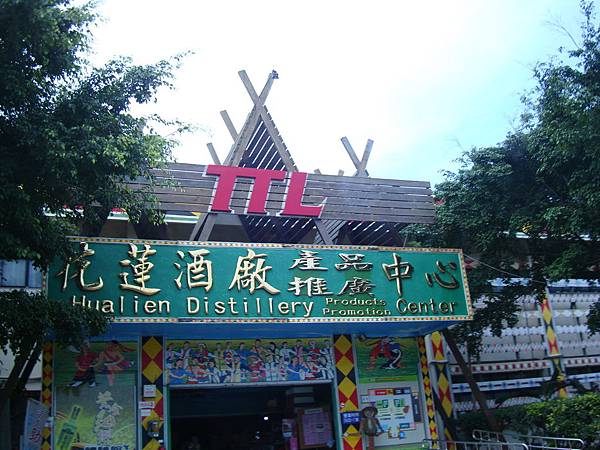 TTL
花蓮酒廠產品推廣中心
Hualien Distillery Products Promotion Center